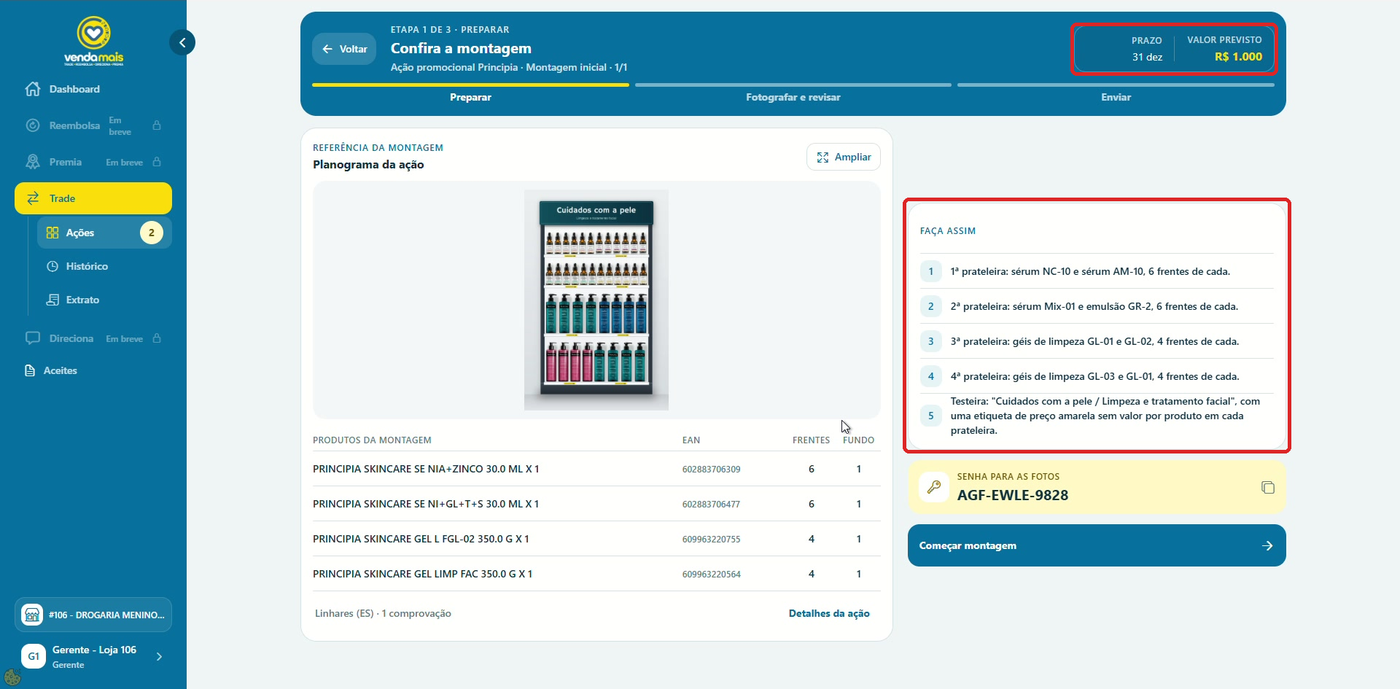 vendamais
Dashboard
Reembolsa
Em breve
Premia
Em breve
Trade
Ações
2
Histórico
Extrato
Direciona
Em breve
Aceites
#106 - DROGARIA MENINO...
G1
Gerente - Loja 106
Gerente
Voltar
ETAPA 1 DE 3 · PREPARAR
Confira a montagem
Ação promocional Principia · Montagem inicial · 1/1
PRAZO
31 dez
VALOR PREVISTO
R$ 1.000
Preparar
Fotografar e revisar
Enviar
REFERÊNCIA DA MONTAGEM
Planograma da ação
Ampliar
Cuidados com a pele
PRODUTOS DA MONTAGEM EAN FRENTES FUNDO
PRINCIPIA SKINCARE SE NIA+ZINCO 30.0 ML X 1 602883706309 6 1
PRINCIPIA SKINCARE SE NI+GL+T+S 30.0 ML X 1 602883706477 6 1
PRINCIPIA SKINCARE GEL L FGL-02 350.0 G X 1 609963220755 4 1
PRINCIPIA SKINCARE GEL LIMP FAC 350.0 G X 1 609963220564 4 1
Linhares (ES) · 1 comprovação
Detalhes da ação
FAÇA ASSIM
1 1ª prateleira: sérum NC-10 e sérum AM-10, 6 frentes de cada.
2 2ª prateleira: sérum Mix-01 e emulsão GR-2, 6 frentes de cada.
3 3ª prateleira: géis de limpeza GL-01 e GL-02, 4 frentes de cada.
4 4ª prateleira: géis de limpeza GL-03 e GL-01, 4 frentes de cada.
5 Testeira: "Cuidados com a pele / Limpeza e tratamento facial", com
uma etiqueta de preço amarela sem valor por produto em cada
prateleira.
SENHA PARA AS FOTOS
AGF-EWLE-9828
Começar montagem